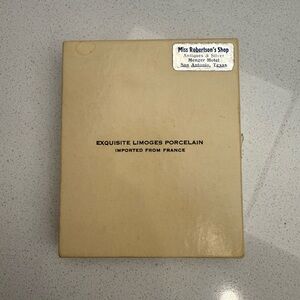 Miss Robertson's Shop
Antiques & Silver
Menger Hotel
San Antonio, Texas
EXQUISITE LIMOGES PORCELAIN
IMPORTED FROM FRANCE